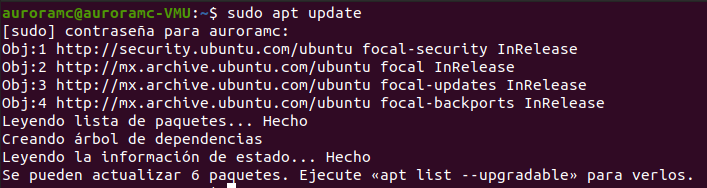 auroramc@auroramc-VMU:~$ sudo apt update
[sudo] contraseña para auroramc:
Obj:1 http://security.ubuntu.com/ubuntu focal-security InRelease
Obj:2 http://mx.archive.ubuntu.com/ubuntu focal InRelease
Obj:3 http://mx.archive.ubuntu.com/ubuntu focal-updates InRelease
Obj:4 http://mx.archive.ubuntu.com/ubuntu focal-backports InRelease
Leyendo lista de paquetes... Hecho
Creando árbol de dependencias
Leyendo la información de estado... Hecho
Se pueden actualizar 6 paquetes. Ejecute «apt list --upgradable» para verlos.